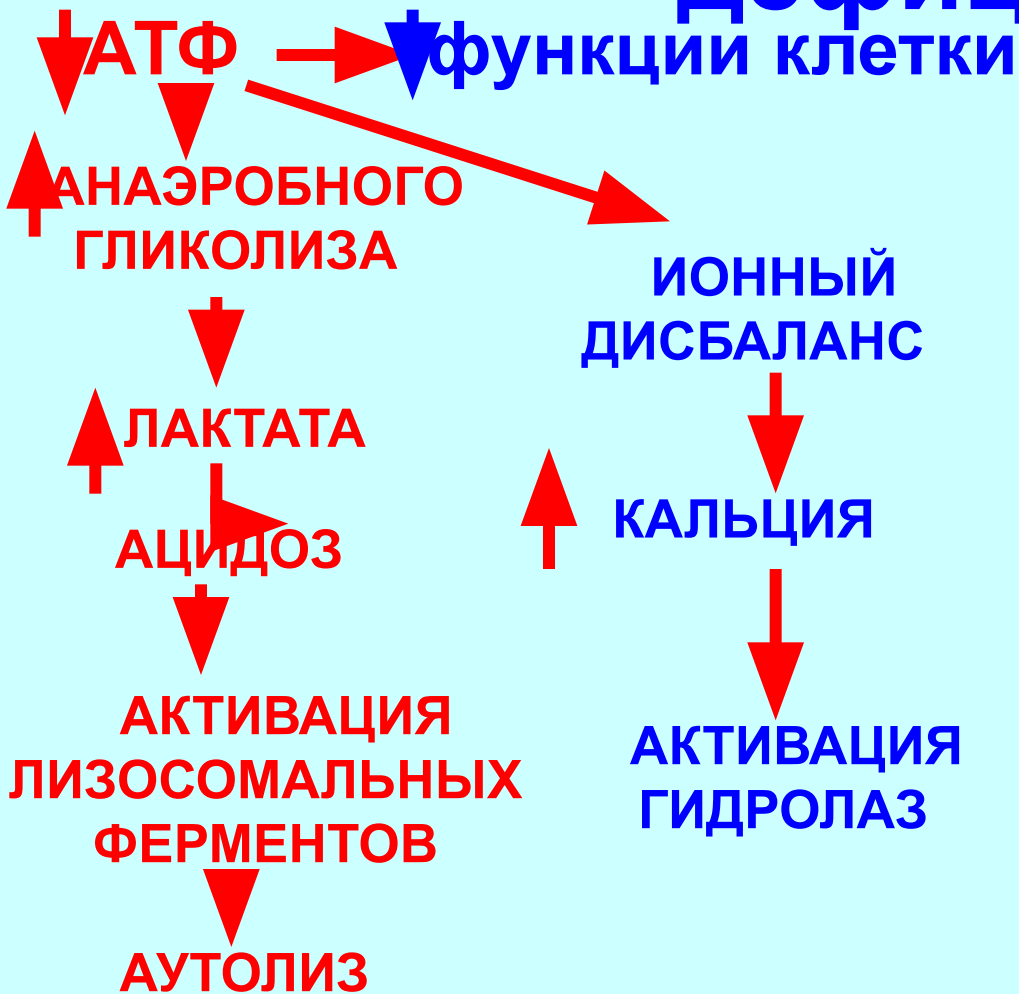 АТФ
функции клетки
АНАЭРОБНОГО
ГЛИКОЛИЗА
ИОННЫЙ
ДИСБАЛАНС
ЛАКТАТА
КАЛЬЦИЯ
АЦИДОЗ
АКТИВАЦИЯ
ЛИЗОСОМАЛЬНЫХ
ФЕРМЕНТОВ
АКТИВАЦИЯ
ГИДРОЛАЗ
АУТОЛИЗ